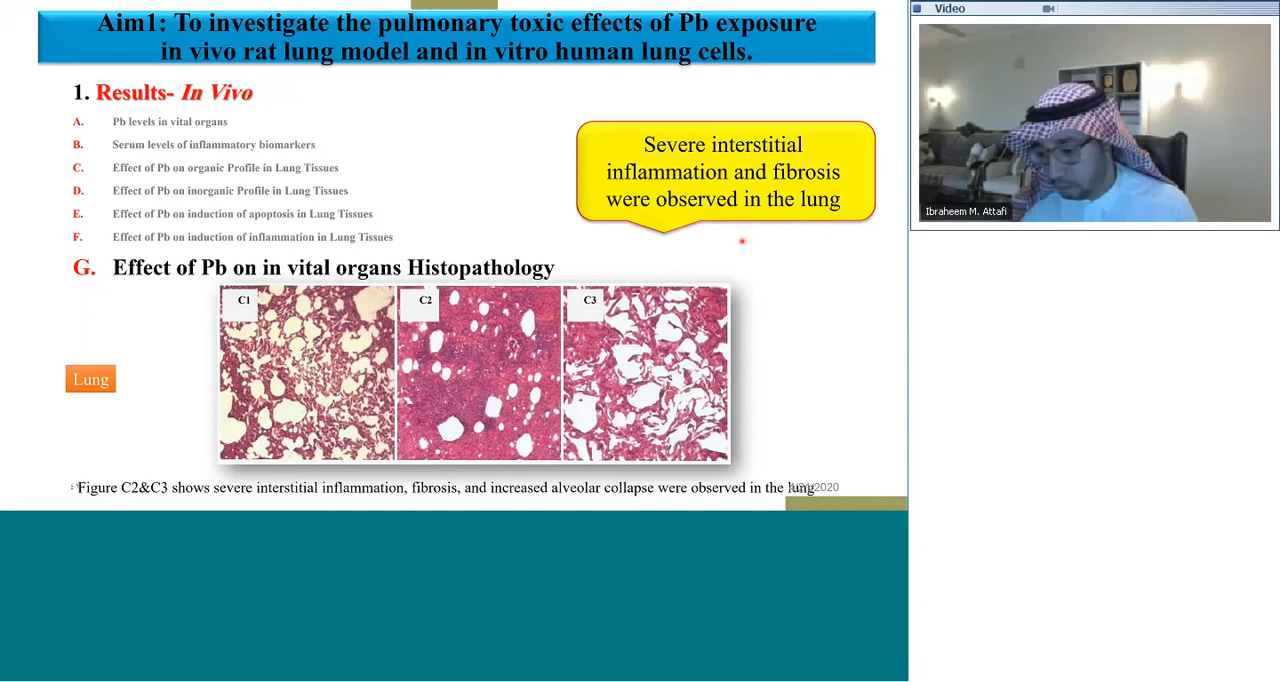 Aim1: To investigate the pulmonary toxic effects of Pb exposure
in vivo rat lung model and in vitro human lung cells.
1. Results- In Vivo
A. Pb levels in vital organs
B. Serum levels of inflammatory biomarkers
C. Effect of Pb on organic Profile in Lung Tissues
D. Effect of Pb on inorganic Profile in Lung Tissues
E. Effect of Pb on induction of apoptosis in Lung Tissues
F. Effect of Pb on induction of inflammation in Lung Tissues
Severe interstitial
inflammation and fibrosis
were observed in the lung
G. Effect of Pb on in vital organs Histopathology
C1
C2
C3
Lung
Figure C2&C3 shows severe interstitial inflammation, fibrosis, and increased alveolar collapse were observed in the lung
/2020
Video
Ibraheem M. Attafi